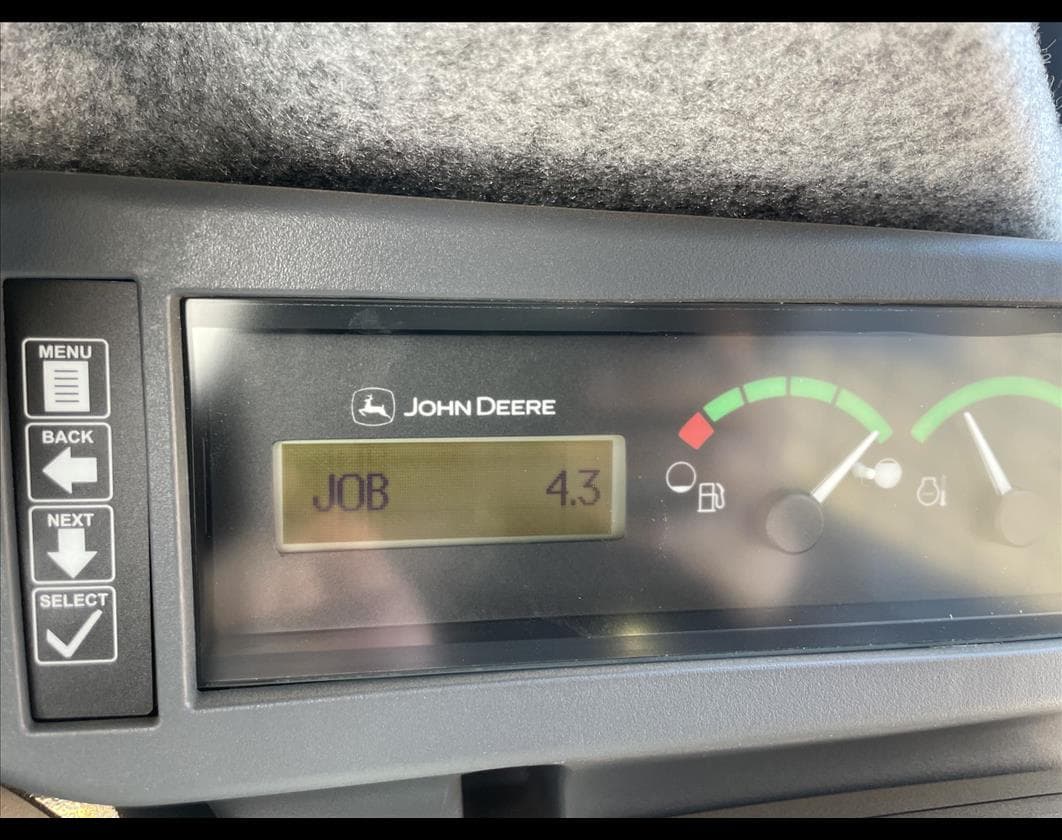 MENU
BACK
NEXT
SELECT
JOHN DEERE
JOB 4.3